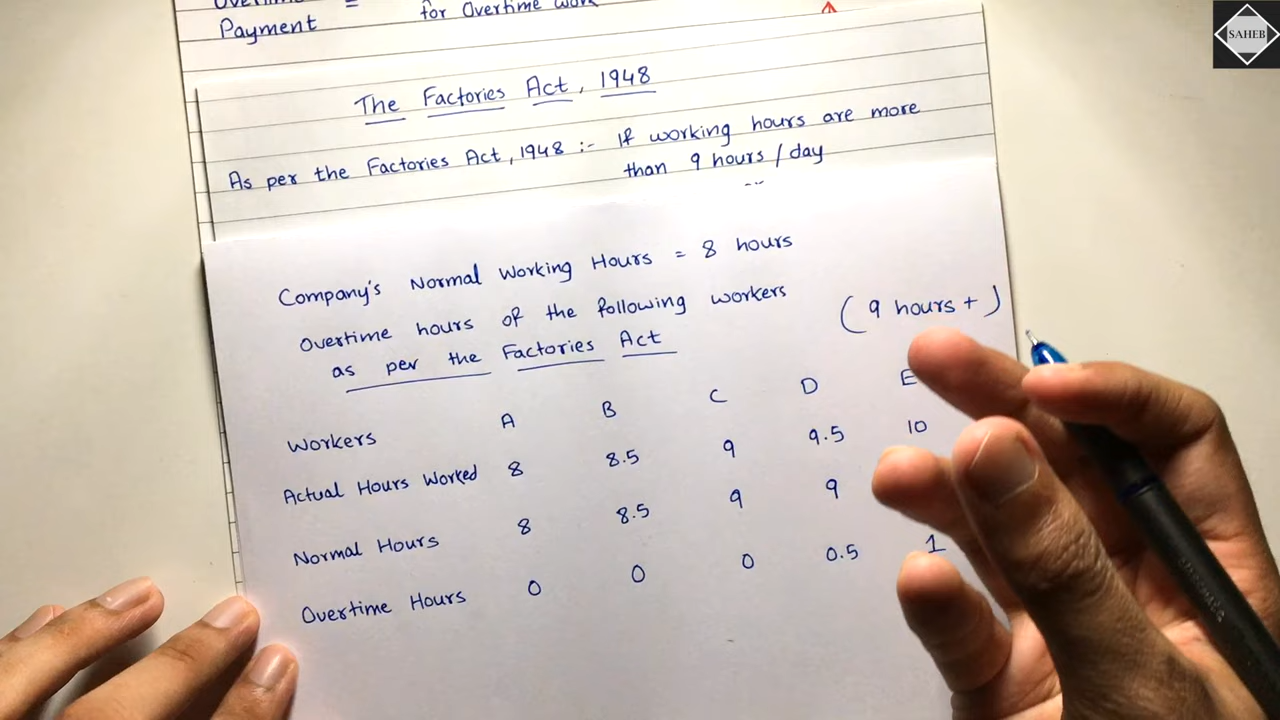 Overtime
Payment = for Overtime work
The Factories Act, 1948
As per the Factories Act, 1948 :- If working hours are more
than 9 hours / day
Company's Normal Working Hours = 8 hours
Overtime hours of the following workers
as per the Factories Act
(9 hours +)
Workers A B C D E
Actual Hours Worked 8 8.5 9 9.5 10
Normal Hours 8 8.5 9 9
Overtime Hours 0 0 0 0.5 1
SAHEB